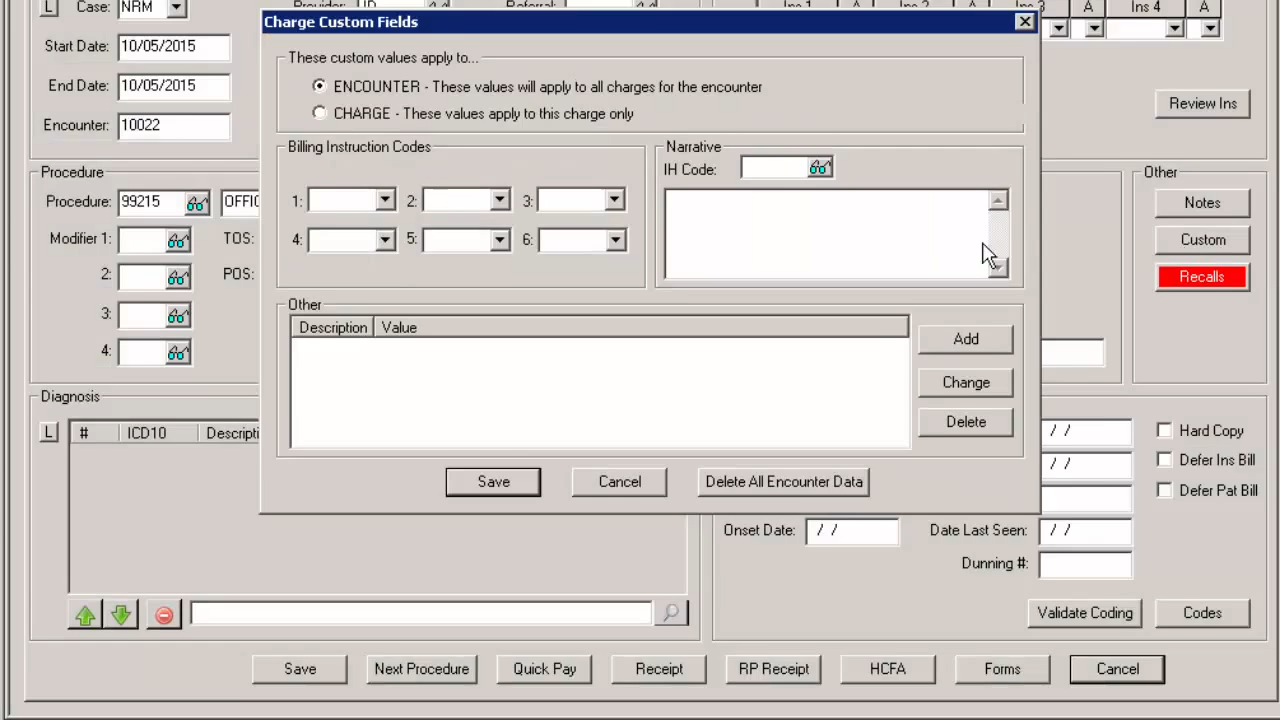 L Case: NRM
Start Date: 10/05/2015
End Date: 10/05/2015
Encounter: 10022
Charge Custom Fields
These custom values apply to...
ENCOUNTER - These values will apply to all charges for the encounter
CHARGE - These values apply to this charge only
Billing Instruction Codes
1: 2: 3:
4: 5: 6:
Narrative
IH Code:
Other
Description Value
Add
Change
Delete
Save Cancel Delete All Encounter Data
Ins 4 A
Review Ins
Procedure
Procedure: 99215 OFFIC
Modifier 1: TOS:
2: POS:
3:
4:
Other
Notes
Custom
Recalls
Diagnosis
L # ICD10 Descripti
/ / Hard Copy
/ / Defer Ins Bill
Defer Pat Bill
Onset Date: / / Date Last Seen: / /
Dunning #:
Validate Coding Codes
Save Next Procedure Quick Pay Receipt RP Receipt HCFA Forms Cancel